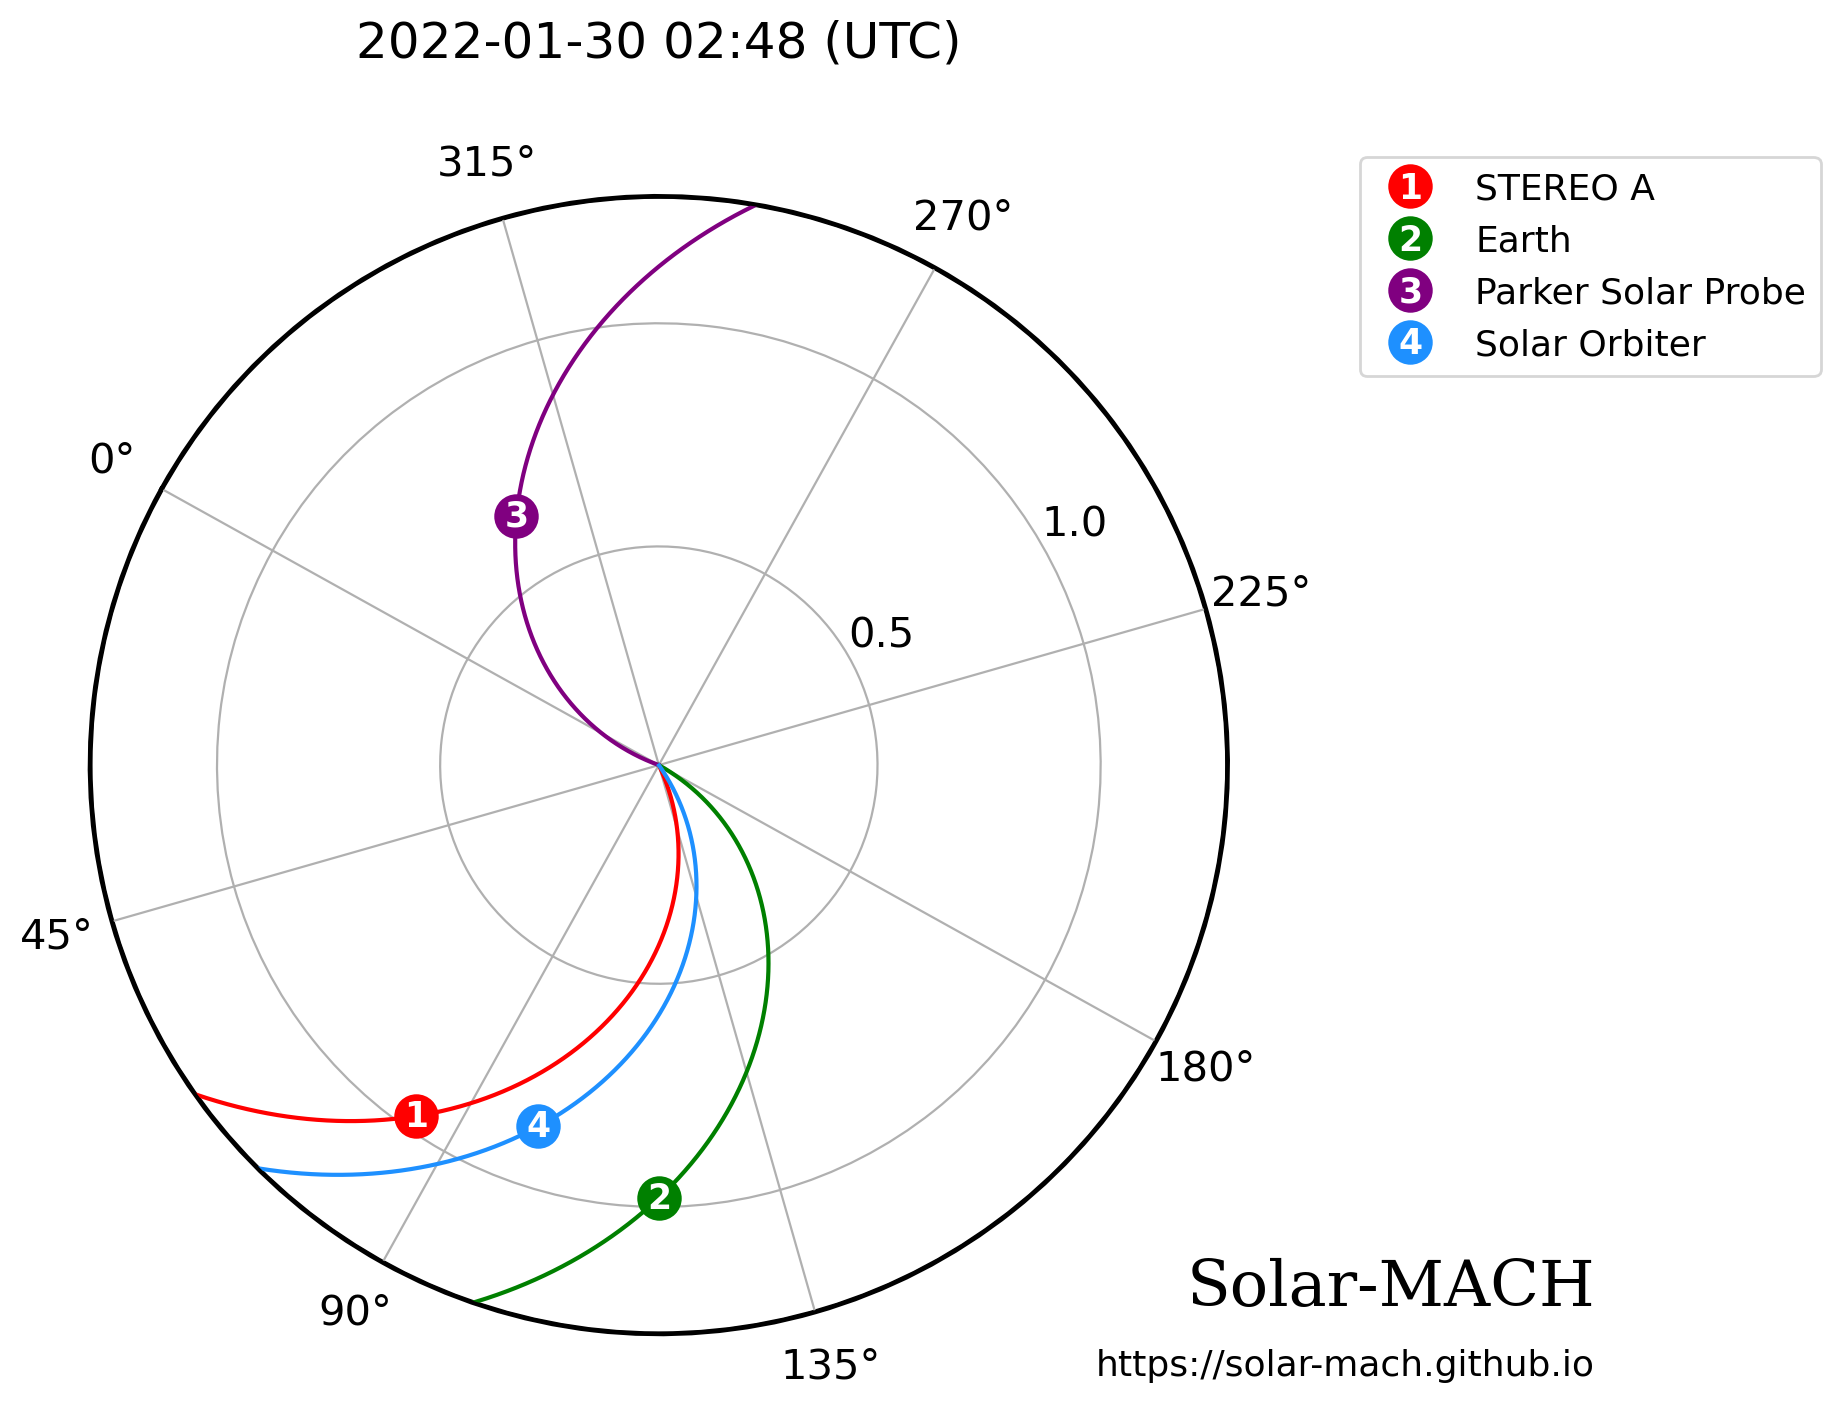 2022-01-30 02:48 (UTC)
315°
270°
0°
1.0
225°
0.5
45°
180°
90°
135°
3
1
4
2
1 STEREO A
2 Earth
3 Parker Solar Probe
4 Solar Orbiter
Solar-MACH
https://solar-mach.github.io